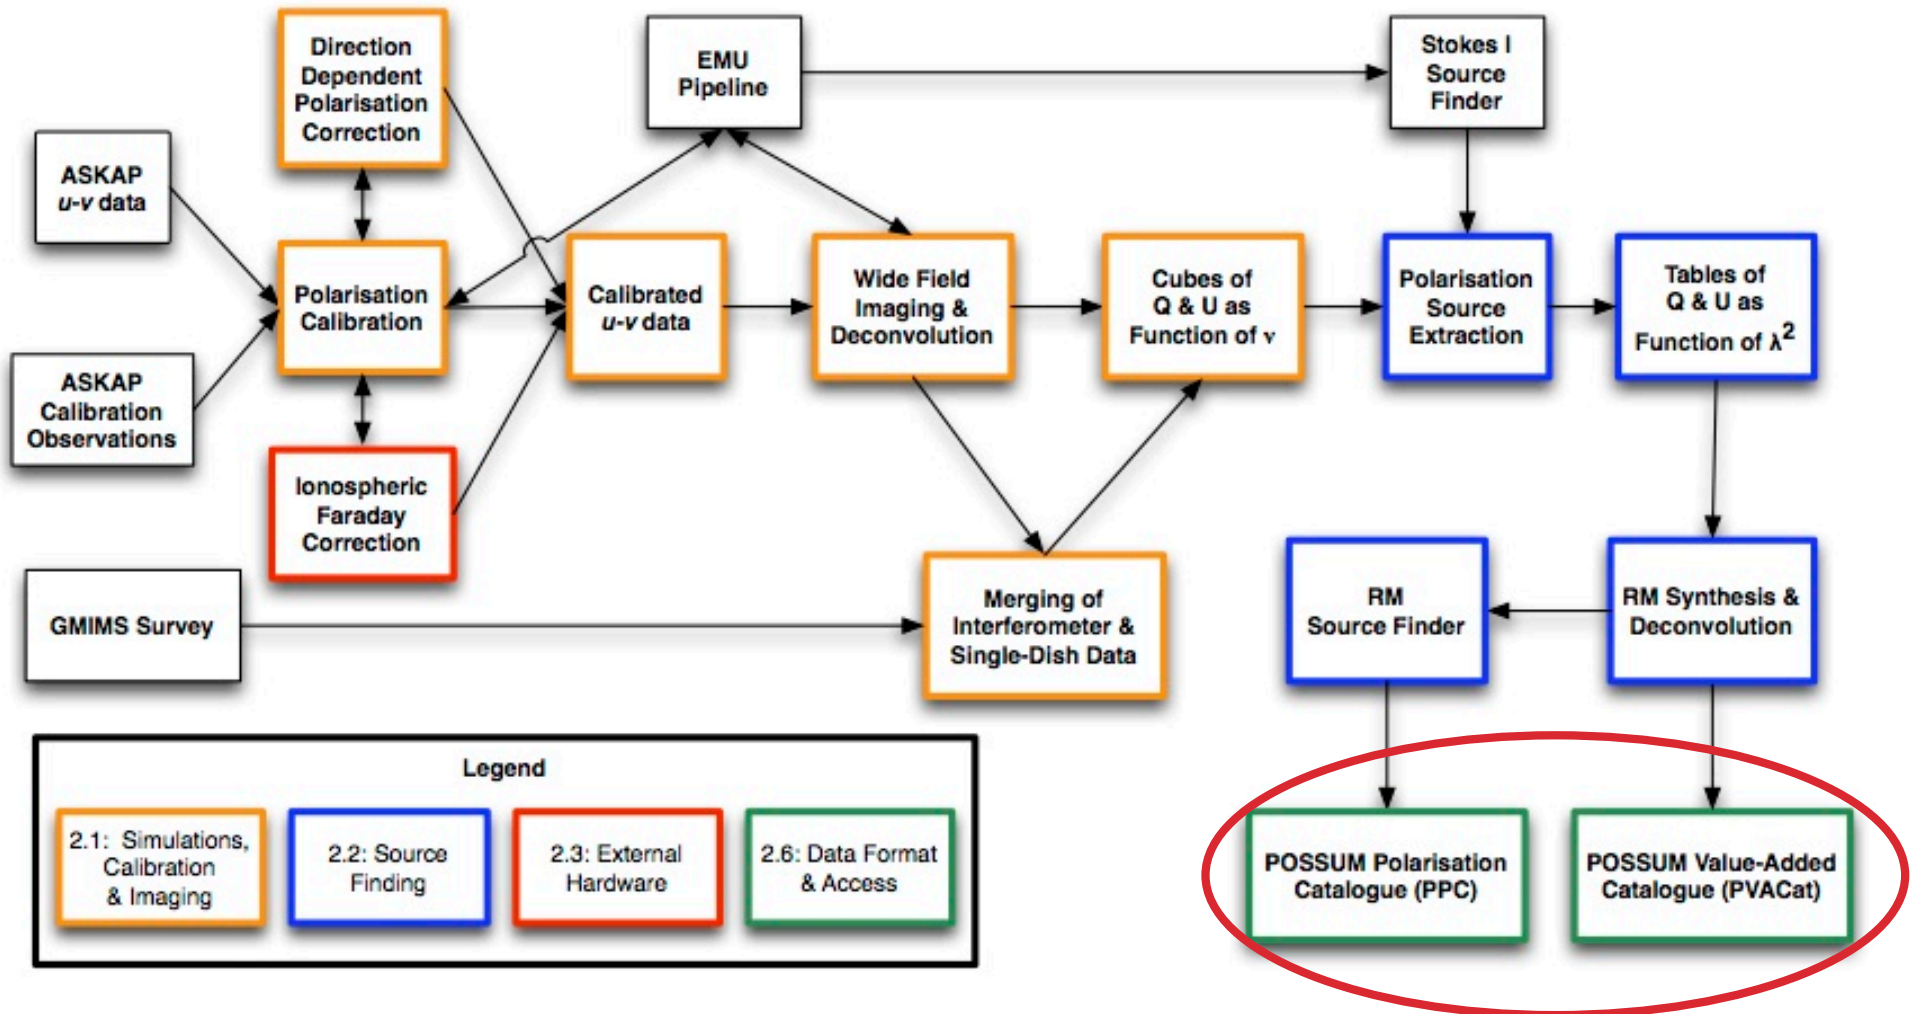 Direction
Dependent
Polarisation
Correction
EMU
Pipeline
Stokes I
Source
Finder
ASKAP
u-v data
Polarisation
Calibration
Calibrated
u-v data
Wide Field
Imaging &
Deconvolution
Cubes of
Q & U as
Function of ν
Polarisation
Source
Extraction
Tables of
Q & U as
Function of λ²
ASKAP
Calibration
Observations
Ionospheric
Faraday
Correction
GMIMS Survey
Merging of
Interferometer &
Single-Dish Data
RM
Source Finder
RM Synthesis &
Deconvolution
Legend
2.1: Simulations,
Calibration
& Imaging
2.2: Source
Finding
2.3: External
Hardware
2.6: Data Format
& Access
POSSUM Polarisation
Catalogue (PPC)
POSSUM Value-Added
Catalogue (PVACat)